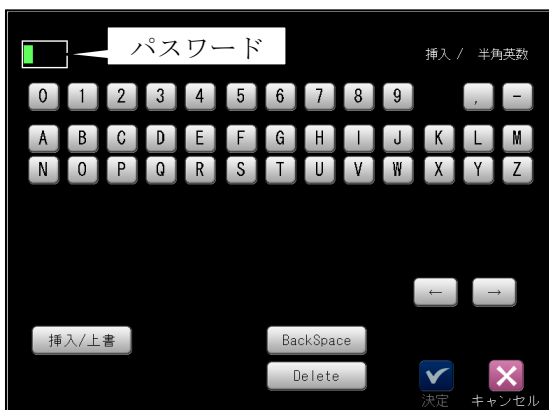 パスワード
挿入 / 半角英数
0 1 2 3 4 5 6 7 8 9 , -
A B C D E F G H I J K L M
N O P Q R S T U V W X Y Z
← →
挿入/上書 BackSpace
Delete
決定 キャンセル